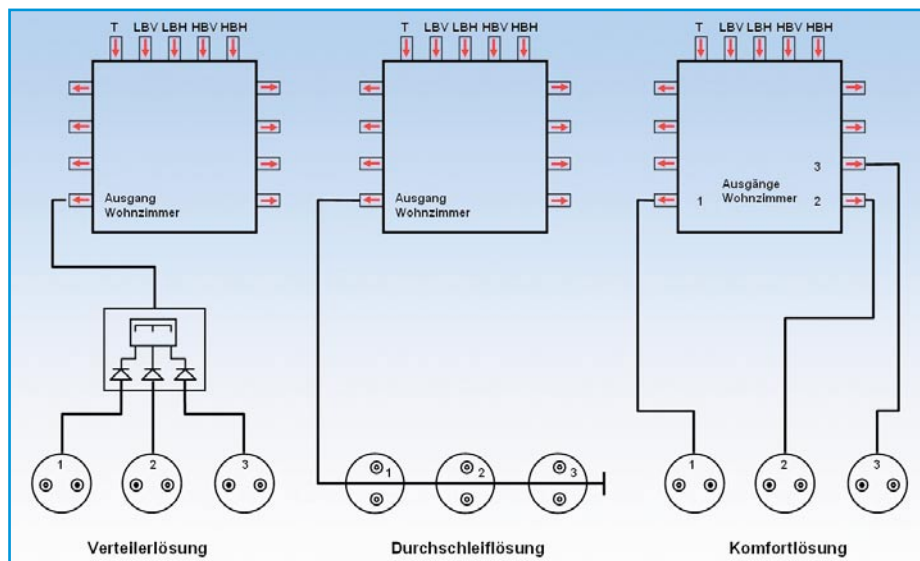 T LBV LBH HBV HBH
Ausgang
Wohnzimmer
1 2 3
Verteilerlösung
T LBV LBH HBV HBH
Ausgang
Wohnzimmer
1 2 3
Durchschleiflösung
T LBV LBH HBV HBH
3
Ausgänge
1 Wohnzimmer 2
1 2 3
Komfortlösung